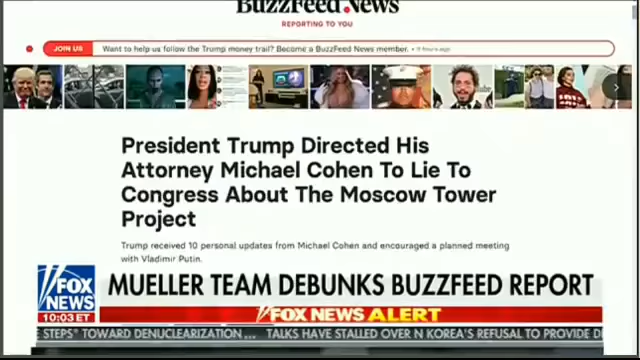 BuzzFeed.News
REPORTING TO YOU
JOIN US Want to help us follow the Trump money trail? Become a BuzzFeed News member. • 11 hours ago
President Trump Directed His
Attorney Michael Cohen To Lie To
Congress About The Moscow Tower
Project
Trump received 10 personal updates from Michael Cohen and encouraged a planned meeting
with Vladimir Putin.
FOX
NEWS
10:03 ET
MUELLER TEAM DEBUNKS BUZZFEED REPORT
FOX NEWS ALERT
STEPS" TOWARD DENUCLEARIZATION... TALKS HAVE STALLED OVER N KOREA'S REFUSAL TO PROVIDE